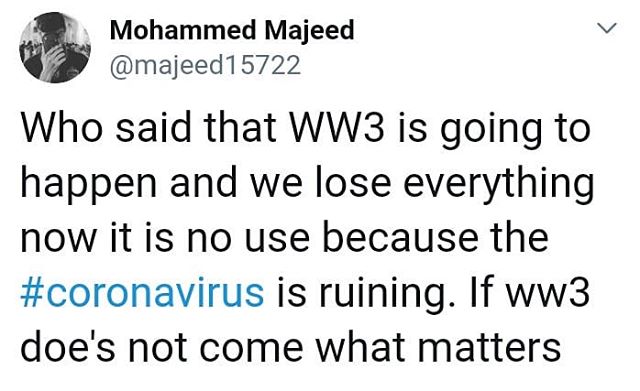 Mohammed Majeed
@majeed15722
Who said that WW3 is going to
happen and we lose everything
now it is no use because the
#coronavirus is ruining. If ww3
doe's not come what matters